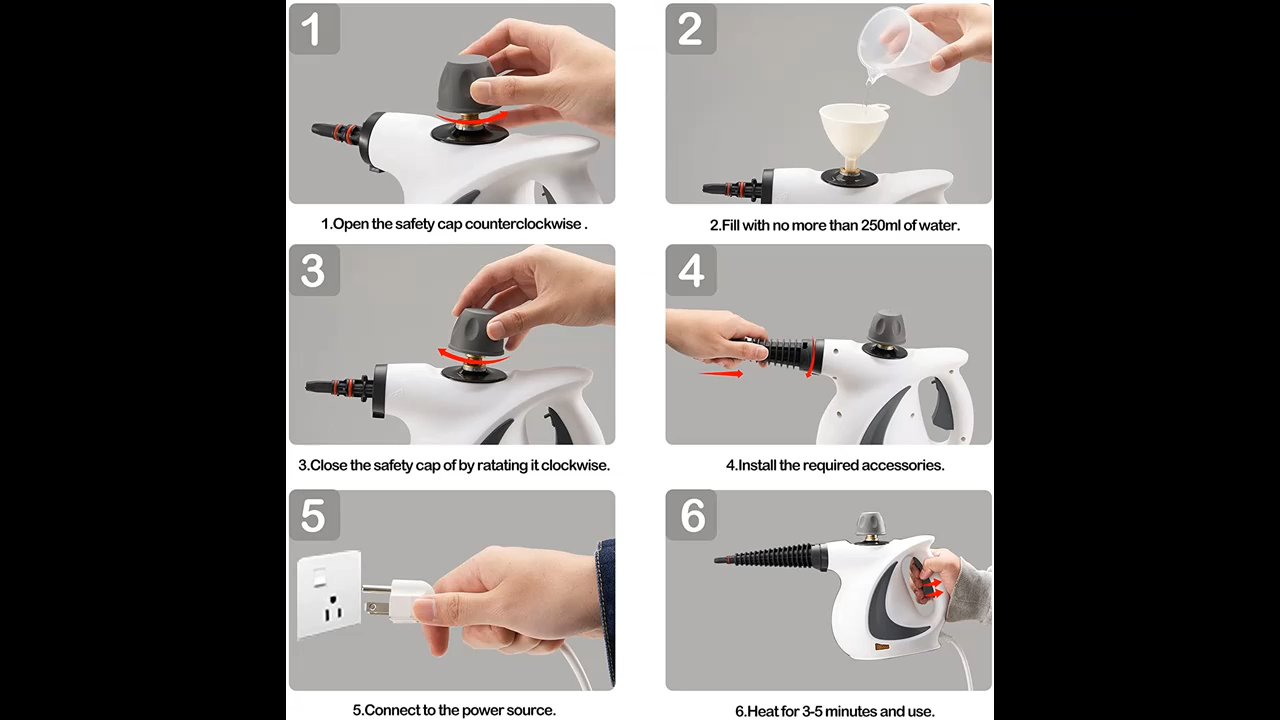 1
2
1.Open the safety cap counterclockwise .
2.Fill with no more than 250ml of water.
3
4
3.Close the safety cap of by ratating it clockwise.
4.Install the required accessories.
5
6
5.Connect to the power source.
6.Heat for 3-5 minutes and use.